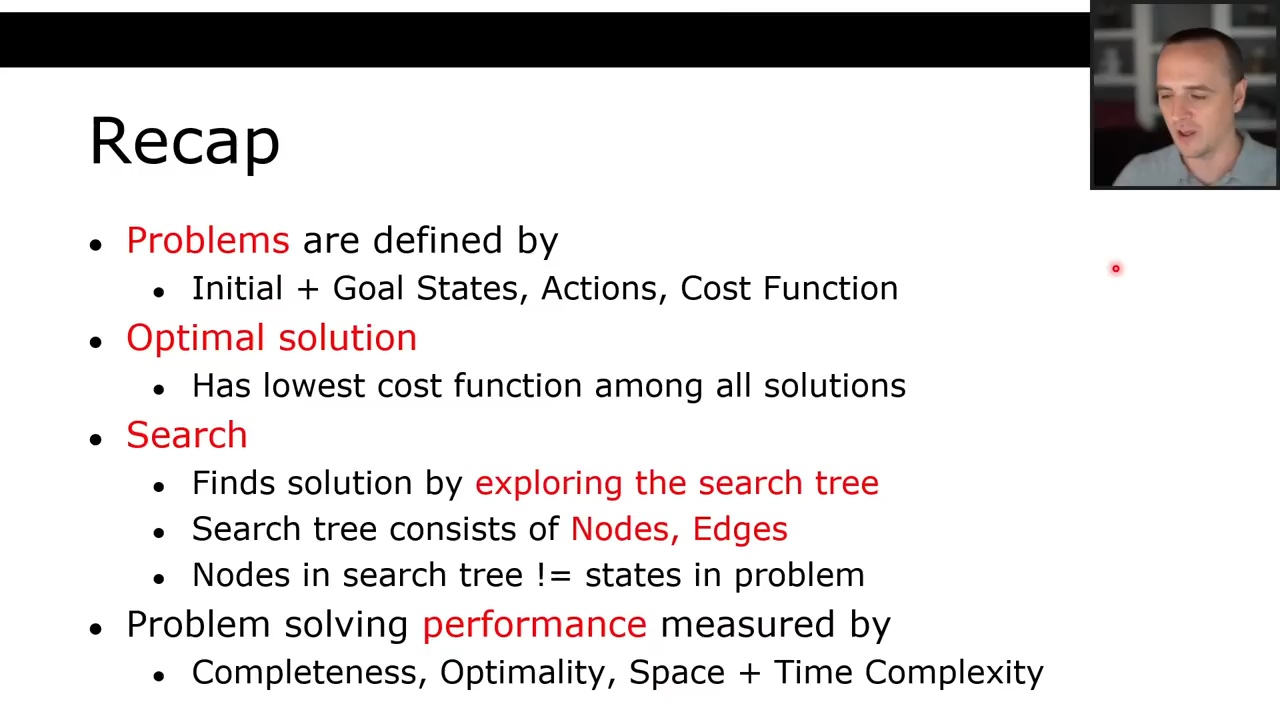 Recap
Problems are defined by
Initial + Goal States, Actions, Cost Function
Optimal solution
Has lowest cost function among all solutions
Search
Finds solution by exploring the search tree
Search tree consists of Nodes, Edges
Nodes in search tree != states in problem
Problem solving performance measured by
Completeness, Optimality, Space + Time Complexity